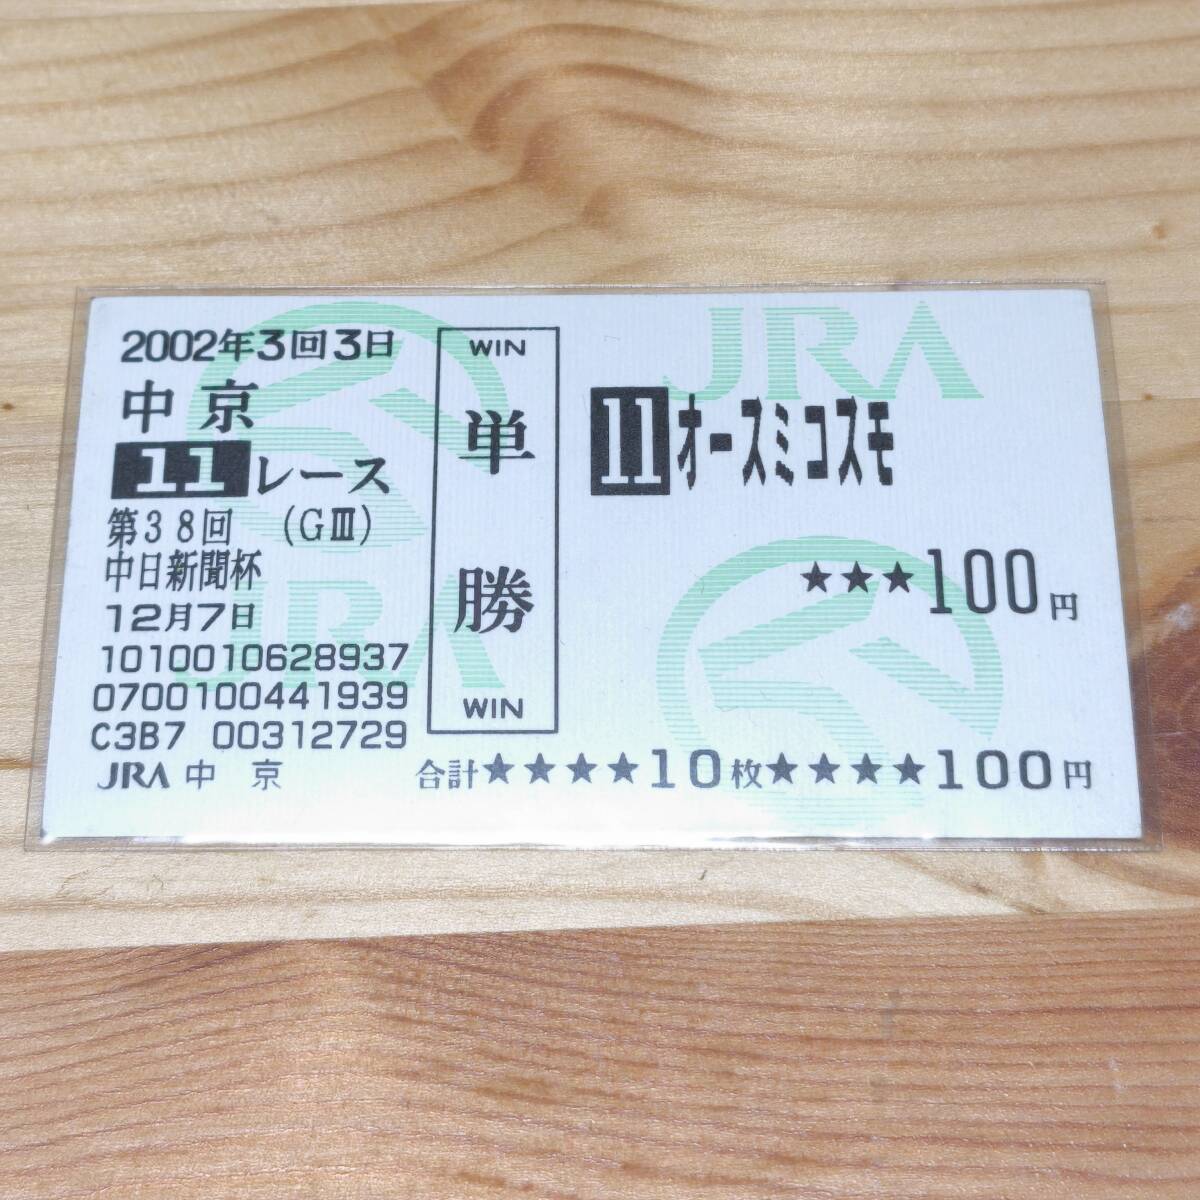 2002年3回3日
中京
11レース
第38回 (GⅢ)
中日新聞杯
12月7日
1010010628937
0700100441939
C3B7 00312729
JRA 中 京
WIN
単勝
WIN
JRA
11オースミコスモ
★★★100円
合計★★★★10枚★★★★100円
JRA